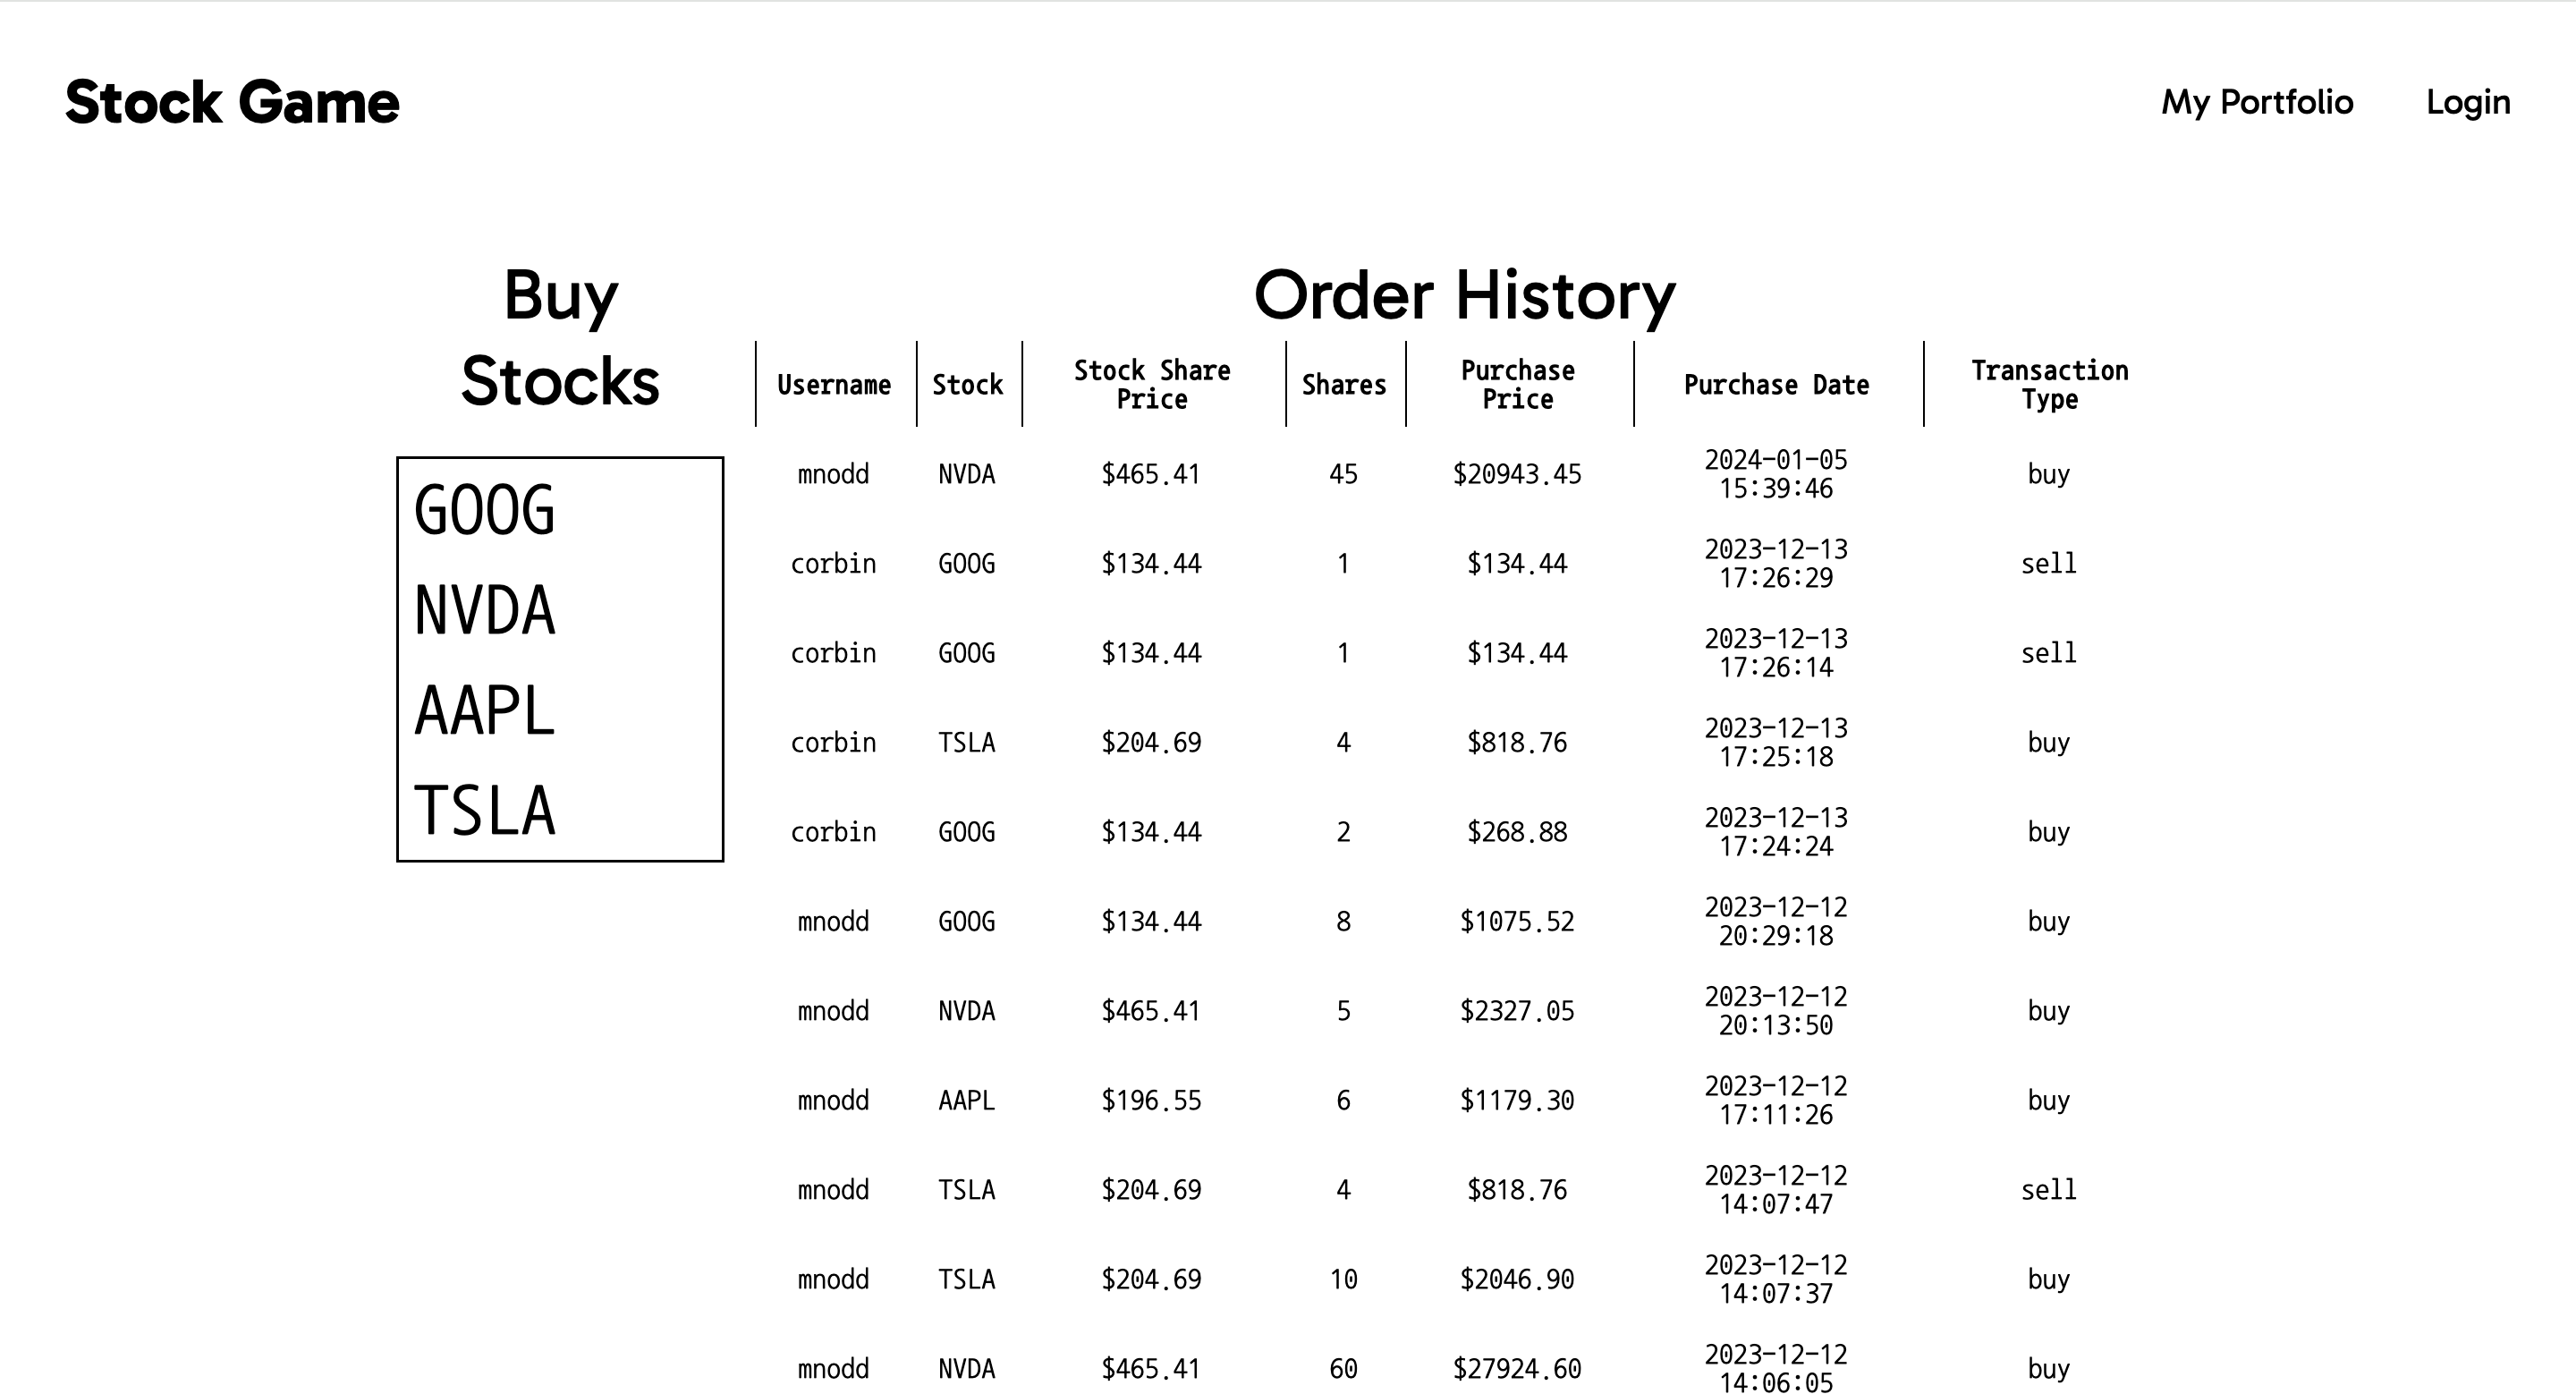 Stock Game
My Portfolio
Login
Buy
Stocks
GOOG
NVDA
AAPL
TSLA
Order History
Username Stock Stock Share Price Shares Purchase Price Purchase Date Transaction Type
mnodd NVDA $465.41 45 $20943.45 2024-01-05 15:39:46 buy
corbin GOOG $134.44 1 $134.44 2023-12-13 17:26:29 sell
corbin GOOG $134.44 1 $134.44 2023-12-13 17:26:14 sell
corbin TSLA $204.69 4 $818.76 2023-12-13 17:25:18 buy
corbin GOOG $134.44 2 $268.88 2023-12-13 17:24:24 buy
mnodd GOOG $134.44 8 $1075.52 2023-12-12 20:29:18 buy
mnodd NVDA $465.41 5 $2327.05 2023-12-12 20:13:50 buy
mnodd AAPL $196.55 6 $1179.30 2023-12-12 17:11:26 buy
mnodd TSLA $204.69 4 $818.76 2023-12-12 14:07:47 sell
mnodd TSLA $204.69 10 $2046.90 2023-12-12 14:07:37 buy
mnodd NVDA $465.41 60 $27924.60 2023-12-12 14:06:05 buy